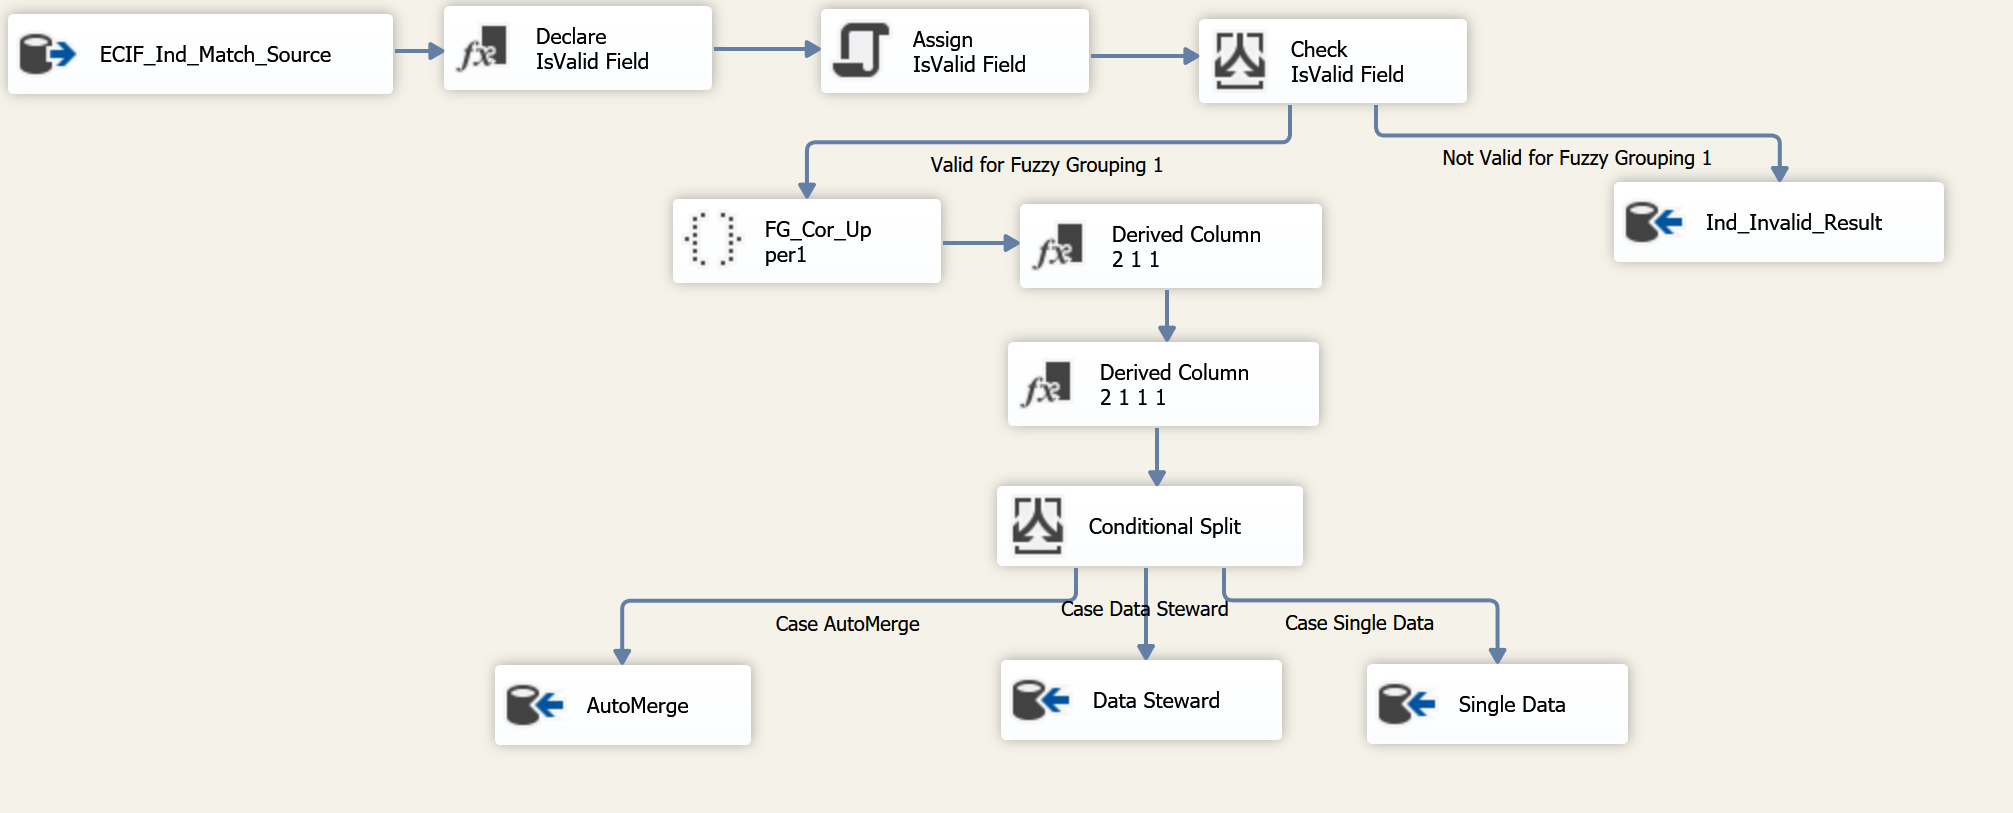 ECIF_Ind_Match_Source
Declare
IsValid Field
Assign
IsValid Field
Check
IsValid Field
Valid for Fuzzy Grouping 1
Not Valid for Fuzzy Grouping 1
FG_Cor_Up
per1
Derived Column
2 1 1
Ind_Invalid_Result
Derived Column
2 1 1 1
Conditional Split
Case AutoMerge
Case Data Steward
Case Single Data
AutoMerge
Data Steward
Single Data